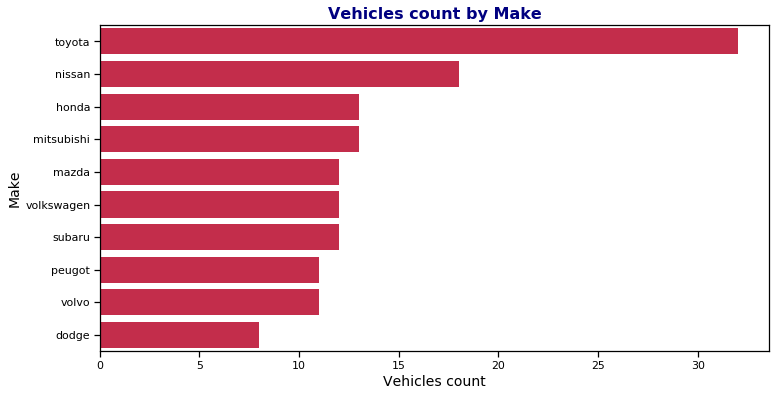 Vehicles count by Make
Make
toyota
nissan
honda
mitsubishi
mazda
volkswagen
subaru
peugot
volvo
dodge
0 5 10 15 20 25 30
Vehicles count